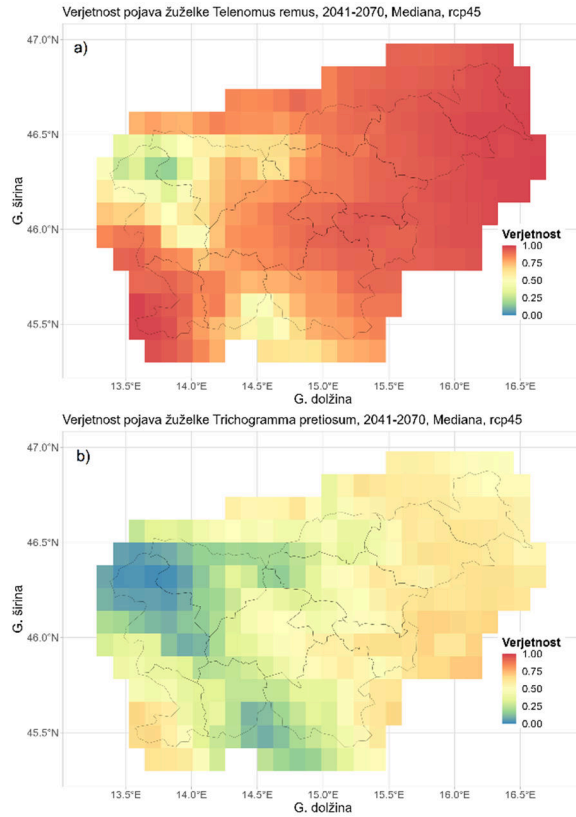 Verjetnost pojava žuželke Telenomus remus, 2041-2070, Mediana, rcp45
a)
47.0°N
46.5°N
46.0°N
45.5°N
G. širina
Verjetnost
1.00
0.75
0.50
0.25
0.00
13.5°E 14.0°E 14.5°E 15.0°E 15.5°E 16.0°E 16.5°E
G. dolžina
Verjetnost pojava žuželke Trichogramma pretiosum, 2041-2070, Mediana, rcp45
b)
47.0°N
46.5°N
46.0°N
45.5°N
G. širina
Verjetnost
1.00
0.75
0.50
0.25
0.00
13.5°E 14.0°E 14.5°E 15.0°E 15.5°E 16.0°E 16.5°E
G. dolžina